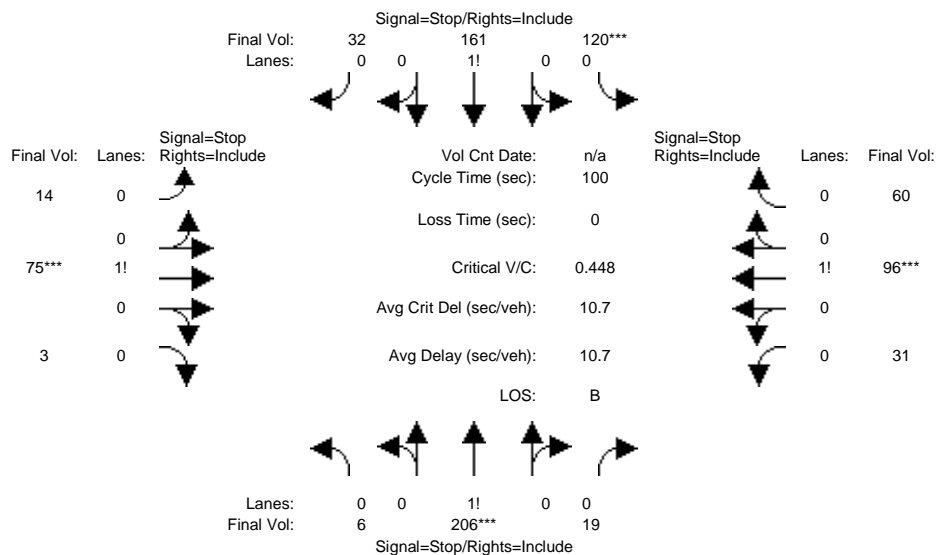 Signal=Stop/Rights=Include
Final Vol: 32 161 120***
Lanes: 0 0 1! 0 0
Signal=Stop
Final Vol: Lanes: Rights=Include
Vol Cnt Date: n/a
Signal=Stop
Rights=Include Lanes: Final Vol:
Cycle Time (sec): 100
14 0
0 60
Loss Time (sec): 0
0
0
75*** 1!
Critical V/C: 0.448
1! 96***
0
Avg Crit Del (sec/veh): 10.7
0
3 0
Avg Delay (sec/veh): 10.7
0 31
LOS: B
Lanes: 0 0 1! 0 0
Final Vol: 6 206*** 19
Signal=Stop/Rights=Include